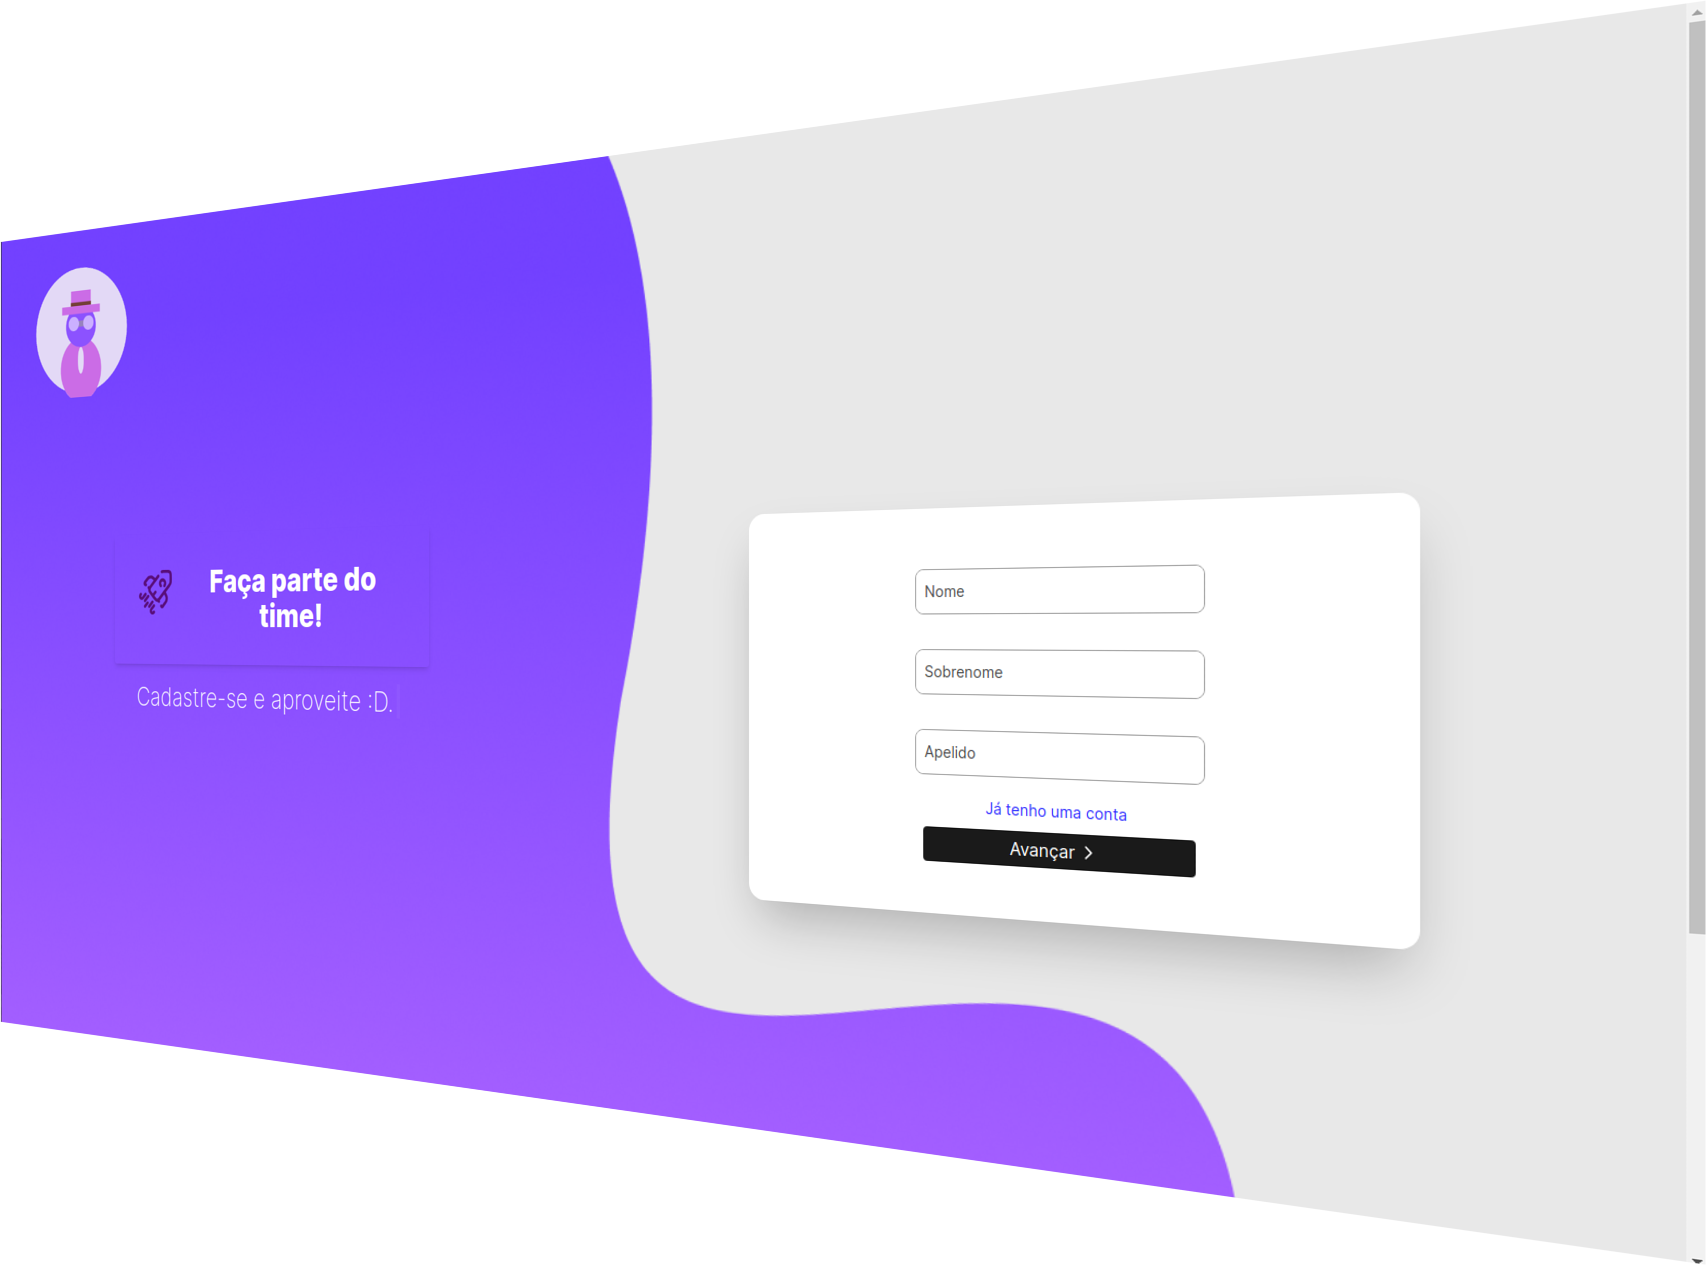 Faça parte do
time!
Cadastre-se e aproveite :D.
Nome
Sobrenome
Apelido
Já tenho uma conta
Avançar